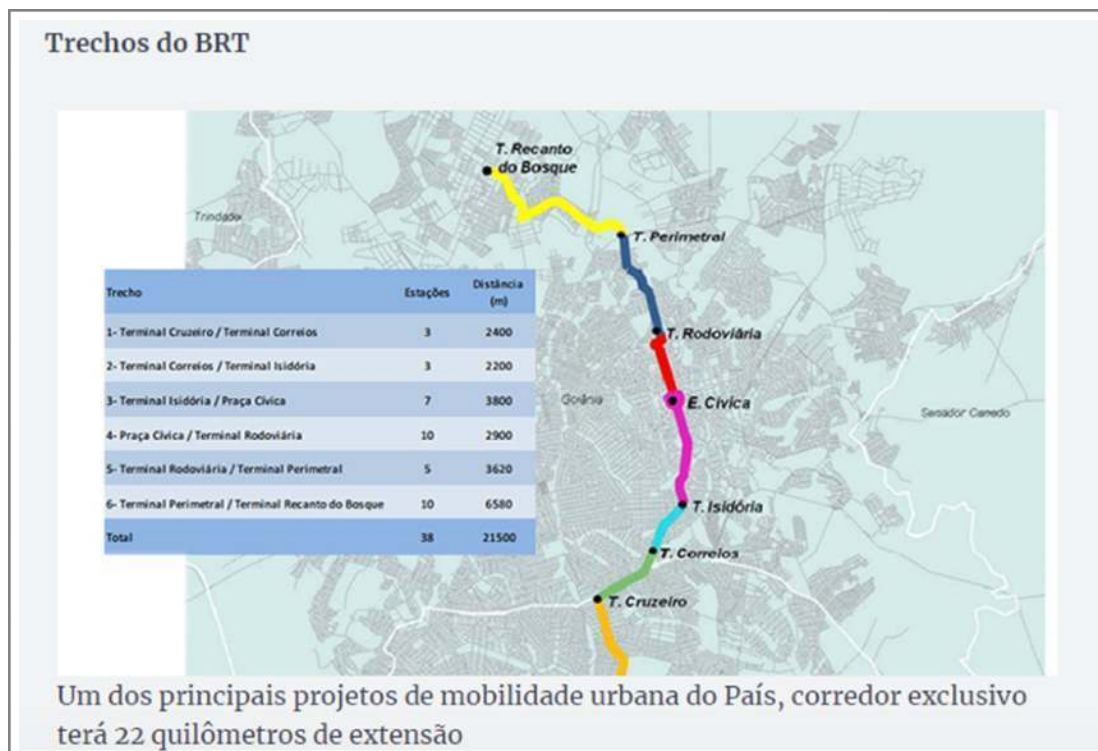 Trechos do BRT
T. Recanto
do Bosque
Trindade
T. Perimetral
Trecho Estações Distância (m)
1- Terminal Cruzeiro / Terminal Correios 3 2400
2- Terminal Correios / Terminal Isidória 3 2200
3- Terminal Isidória / Praça Cívica 7 3800
4- Praça Cívica / Terminal Rodoviária 10 2900
5- Terminal Rodoviária / Terminal Perimetral 5 3620
6- Terminal Perimetral / Terminal Recanto do Bosque 10 6580
Total 38 21500
T. Rodoviária
Goiânia
E. Cívica
Senador Canedo
T. Isidória
T. Correios
T. Cruzeiro
Um dos principais projetos de mobilidade urbana do País, corredor exclusivo
terá 22 quilômetros de extensão